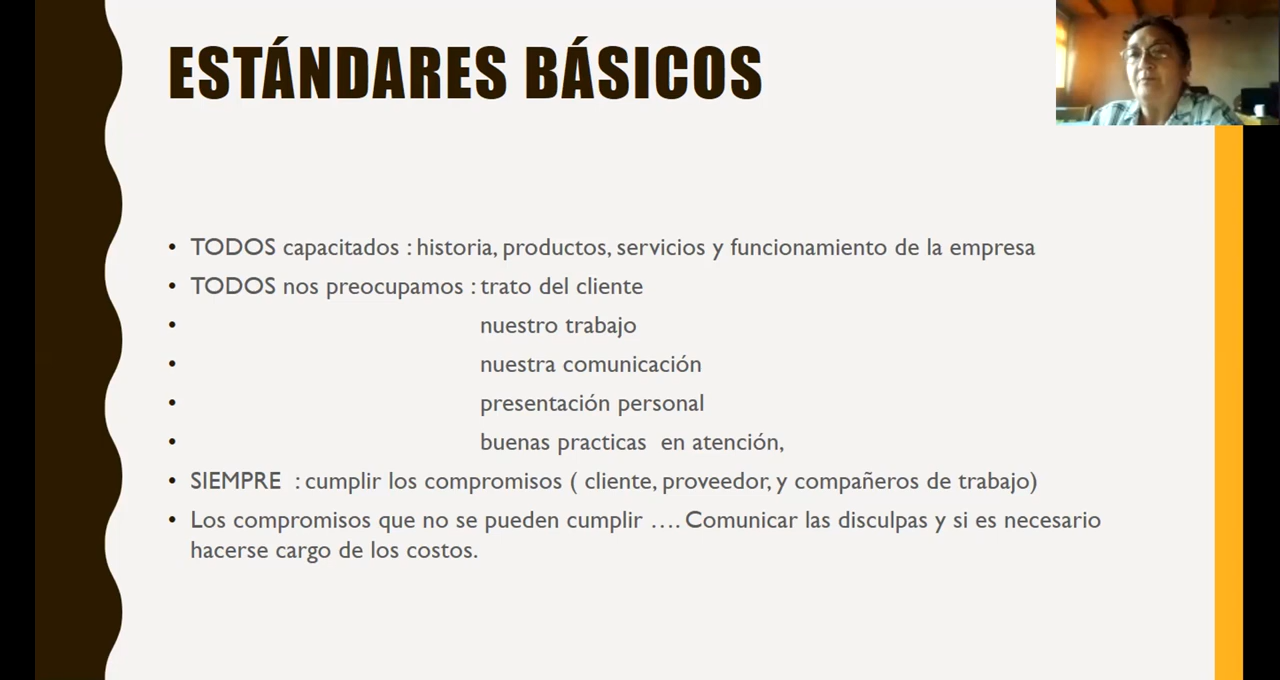 ESTÁNDARES BÁSICOS
• TODOS capacitados : historia, productos, servicios y funcionamiento de la empresa
• TODOS nos preocupamos : trato del cliente
• nuestro trabajo
• nuestra comunicación
• presentación personal
• buenas practicas en atención,
• SIEMPRE : cumplir los compromisos ( cliente, proveedor, y compañeros de trabajo)
• Los compromisos que no se pueden cumplir …. Comunicar las disculpas y si es necesario
hacerse cargo de los costos.